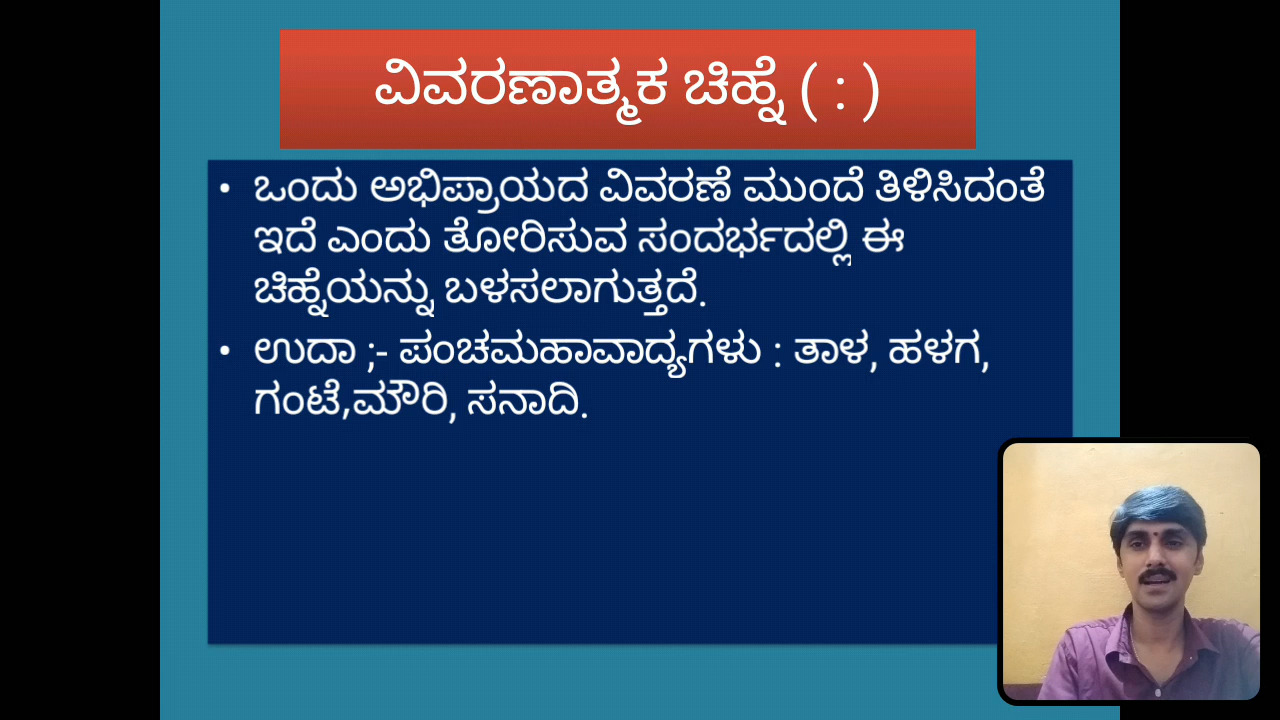 ವಿವರಣಾತ್ಮಕ ಚಿಹ್ನೆ ( : )
• ಒಂದು ಅಭಿಪ್ರಾಯದ ವಿವರಣೆ ಮುಂದೆ ತಿಳಿಸಿದಂತೆ
ಇದೆ ಎಂದು ತೋರಿಸುವ ಸಂದರ್ಭದಲ್ಲಿ ಈ
ಚಿಹ್ನೆಯನ್ನು ಬಳಸಲಾಗುತ್ತದೆ.
• ಉದಾ ;- ಪಂಚಮಹಾವಾದ್ಯಗಳು : ತಾಳ, ಹಳಗ,
ಗಂಟೆ,ಮೌರಿ, ಸನಾದಿ.